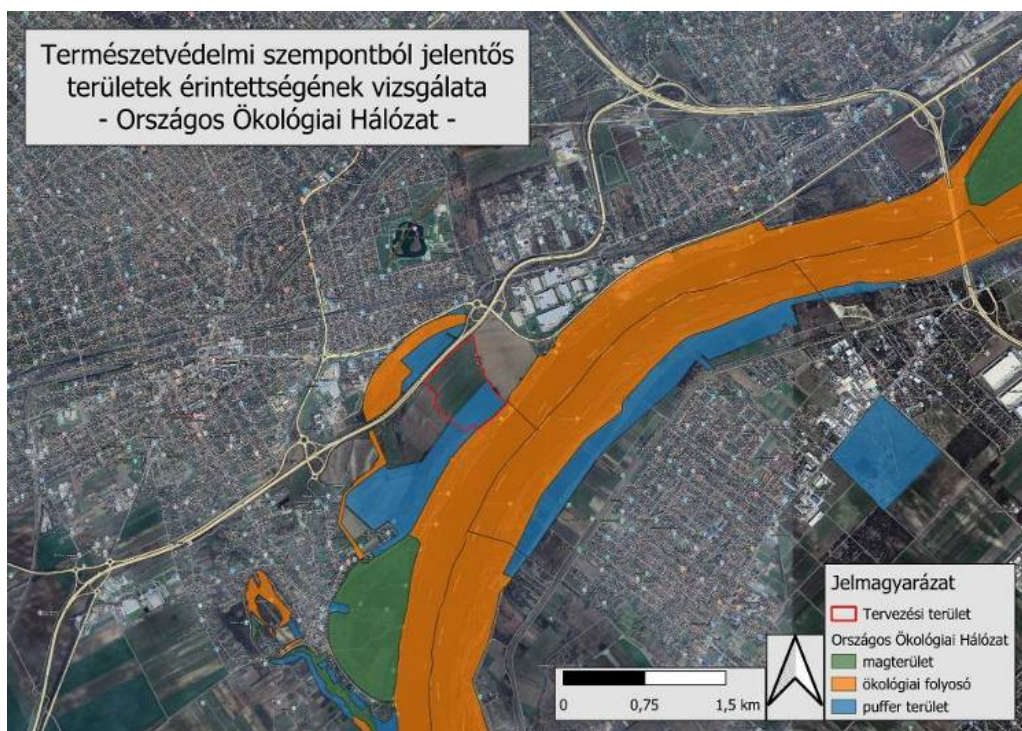 Természetvédelmi szempontból jelentős
területek érintettségének vizsgálata
- Országos Ökológiai Hálózat -
Jelmagyarázat
Tervezési terület
Országos Ökológiai Hálózat
magterület
ökológiai folyosó
puffer terület
0 0,75 1,5 km